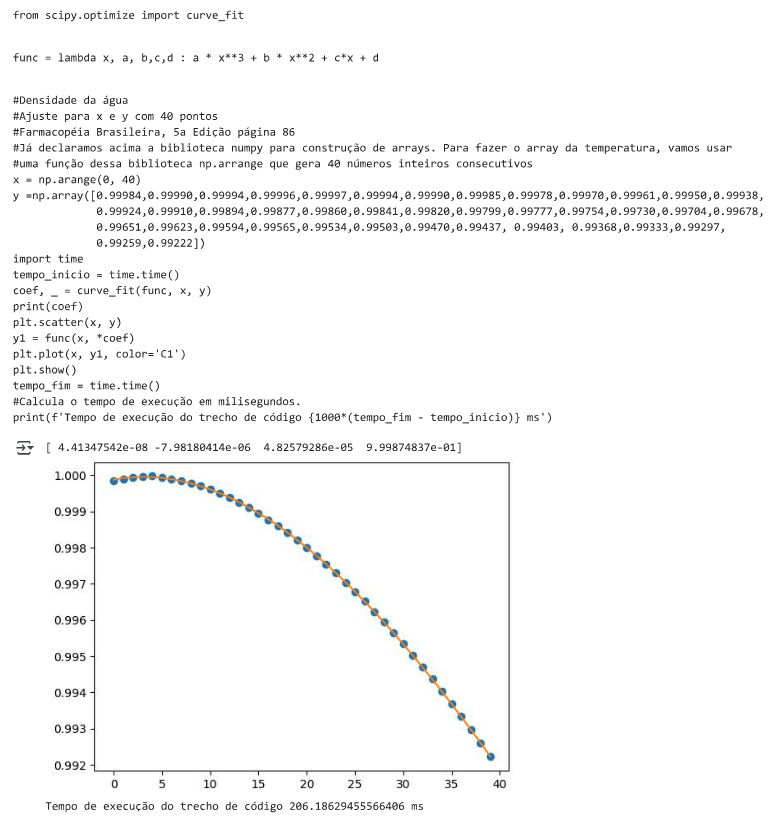 from scipy.optimize import curve_fit
func = lambda x, a, b,c,d : a * x**3 + b * x**2 + c*x + d
#Densidade da água
#Ajuste para x e y com 40 pontos
#Farmacopéia Brasileira, 5a Edição página 86
#Já declaramos acima a biblioteca numpy para construção de arrays. Para fazer o array da temperatura, vamos usar
#uma função dessa biblioteca np.arrange que gera 40 números inteiros consecutivos
x = np.arange(0, 40)
y =np.array([0.99984,0.99990,0.99994,0.99996,0.99997,0.99994,0.99990,0.99985,0.99978,0.99970,0.99961,0.99950,0.99938,
0.99924,0.99910,0.99894,0.99877,0.99860,0.99841,0.99820,0.99799,0.99777,0.99754,0.99730,0.99704,0.99678,
0.99651,0.99623,0.99594,0.99565,0.99534,0.99503,0.99470,0.99437, 0.99403, 0.99368,0.99333,0.99297,
0.99259,0.99222])
import time
tempo_inicio = time.time()
coef, _ = curve_fit(func, x, y)
print(coef)
plt.scatter(x, y)
y1 = func(x, *coef)
plt.plot(x, y1, color='C1')
plt.show()
tempo_fim = time.time()
#Calcula o tempo de execução em milisegundos.
print(f'Tempo de execução do trecho de código {1000*(tempo_fim - tempo_inicio)} ms')
[ 4.41347542e-08 -7.98180414e-06 4.82579286e-05 9.99874837e-01]
1.000
0.999
0.998
0.997
0.996
0.995
0.994
0.993
0.992
0 5 10 15 20 25 30 35 40
Tempo de execução do trecho de código 206.18629455566406 ms